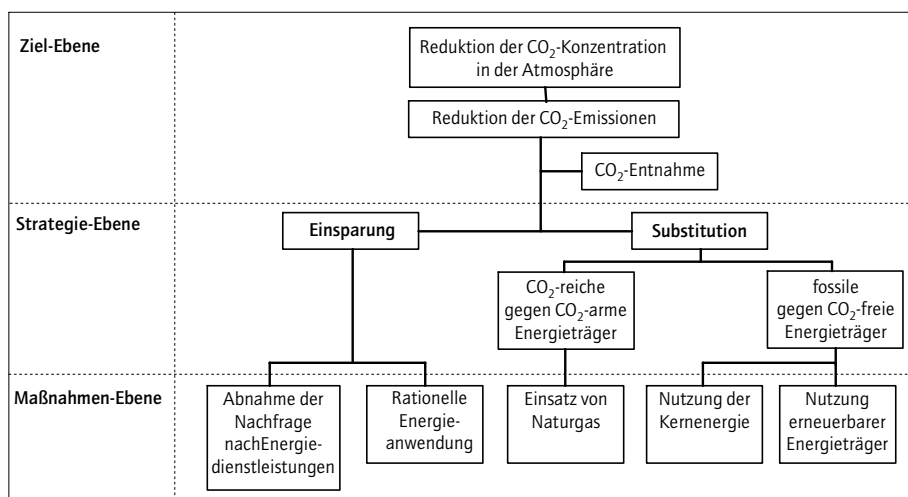 Ziel-Ebene
Reduktion der CO₂-Konzentration
in der Atmosphäre
Reduktion der CO₂-Emissionen
CO₂-Entnahme
Strategie-Ebene
Einsparung
Substitution
CO₂-reiche
gegen CO₂-arme
Energieträger
fossile
gegen CO₂-freie
Energieträger
Maßnahmen-Ebene
Abnahme der
Nachfrage
nachEnergie-
dienstleistungen
Rationelle
Energie-
anwendung
Einsatz von
Naturgas
Nutzung der
Kernenergie
Nutzung
erneuerbarer
Energieträger